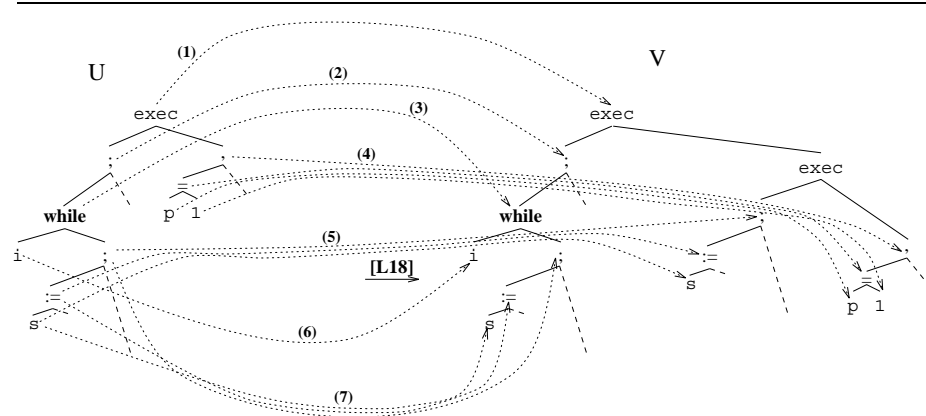 (1)
U
V
(2)
(3)
exec
exec
;
;
;
(4)
exec
=
while
p 1
while
;
i
;
(5)
i
;
:=
;
[L18]
s
=
:=
:=
p 1
s
(6)
s
(7)